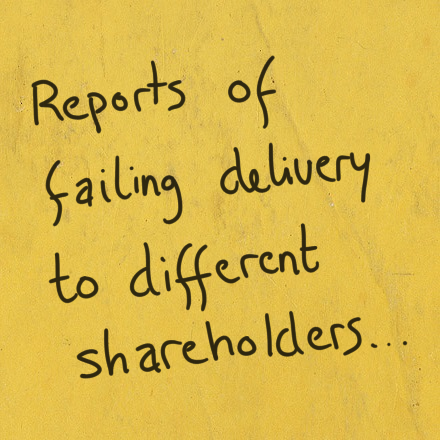 Reports of
failing delivery
to different
shareholders...